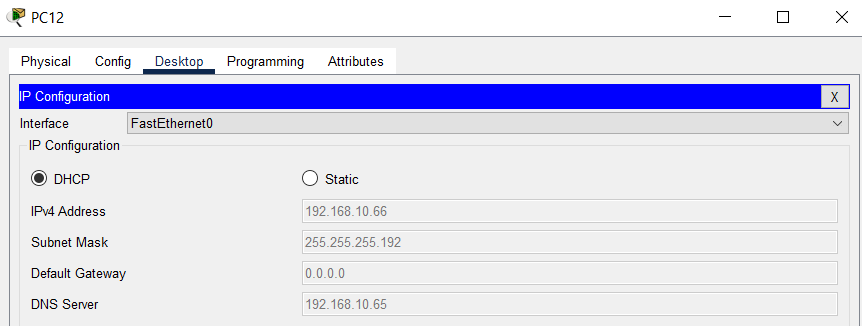 PC12
Physical Config Desktop Programming Attributes
IP Configuration X
Interface FastEthernet0
IP Configuration
DHCP Static
IPv4 Address 192.168.10.66
Subnet Mask 255.255.255.192
Default Gateway 0.0.0.0
DNS Server 192.168.10.65